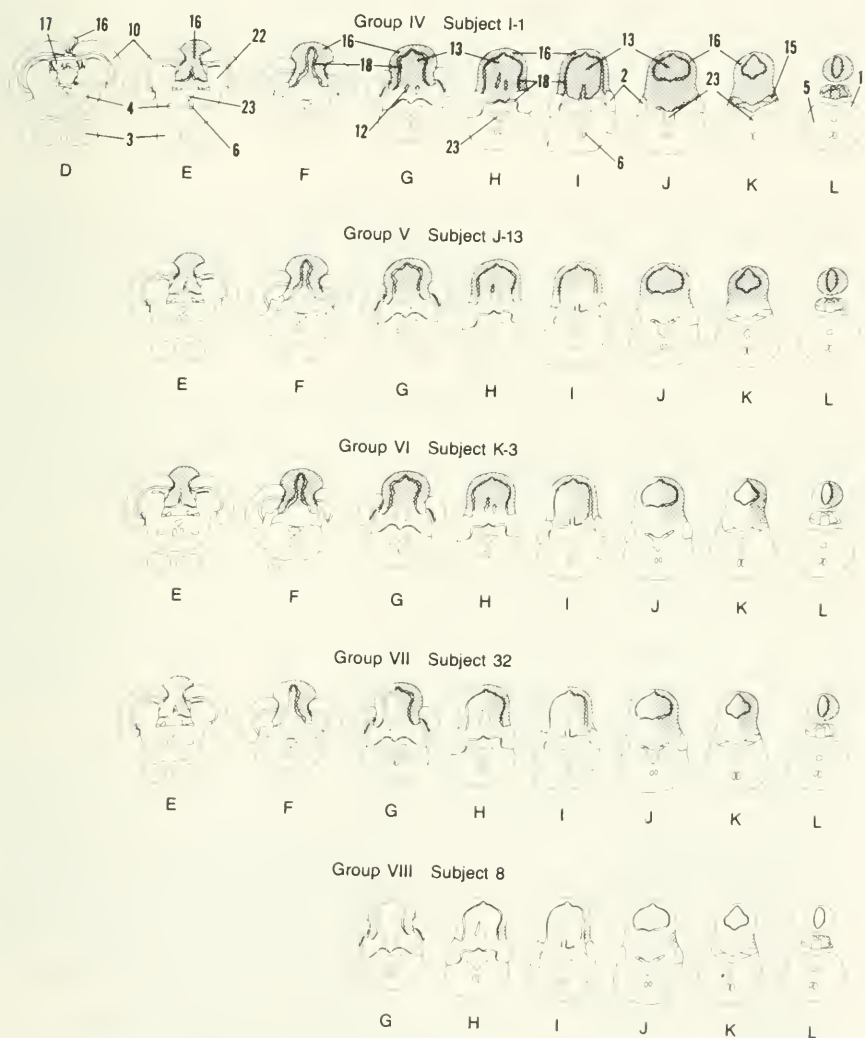 Group IV Subject I-1
17 16 10 16 22 16 18 13 16 18 13 2 13 16 23 15 5 1
4 23 12 23 6
3 6
D E F G H I J K L
Group V Subject J-13
E F G H I J K L
Group VI Subject K-3
E F G H I J K L
Group VII Subject 32
E F G H I J K L
Group VIII Subject 8
G H I J K L